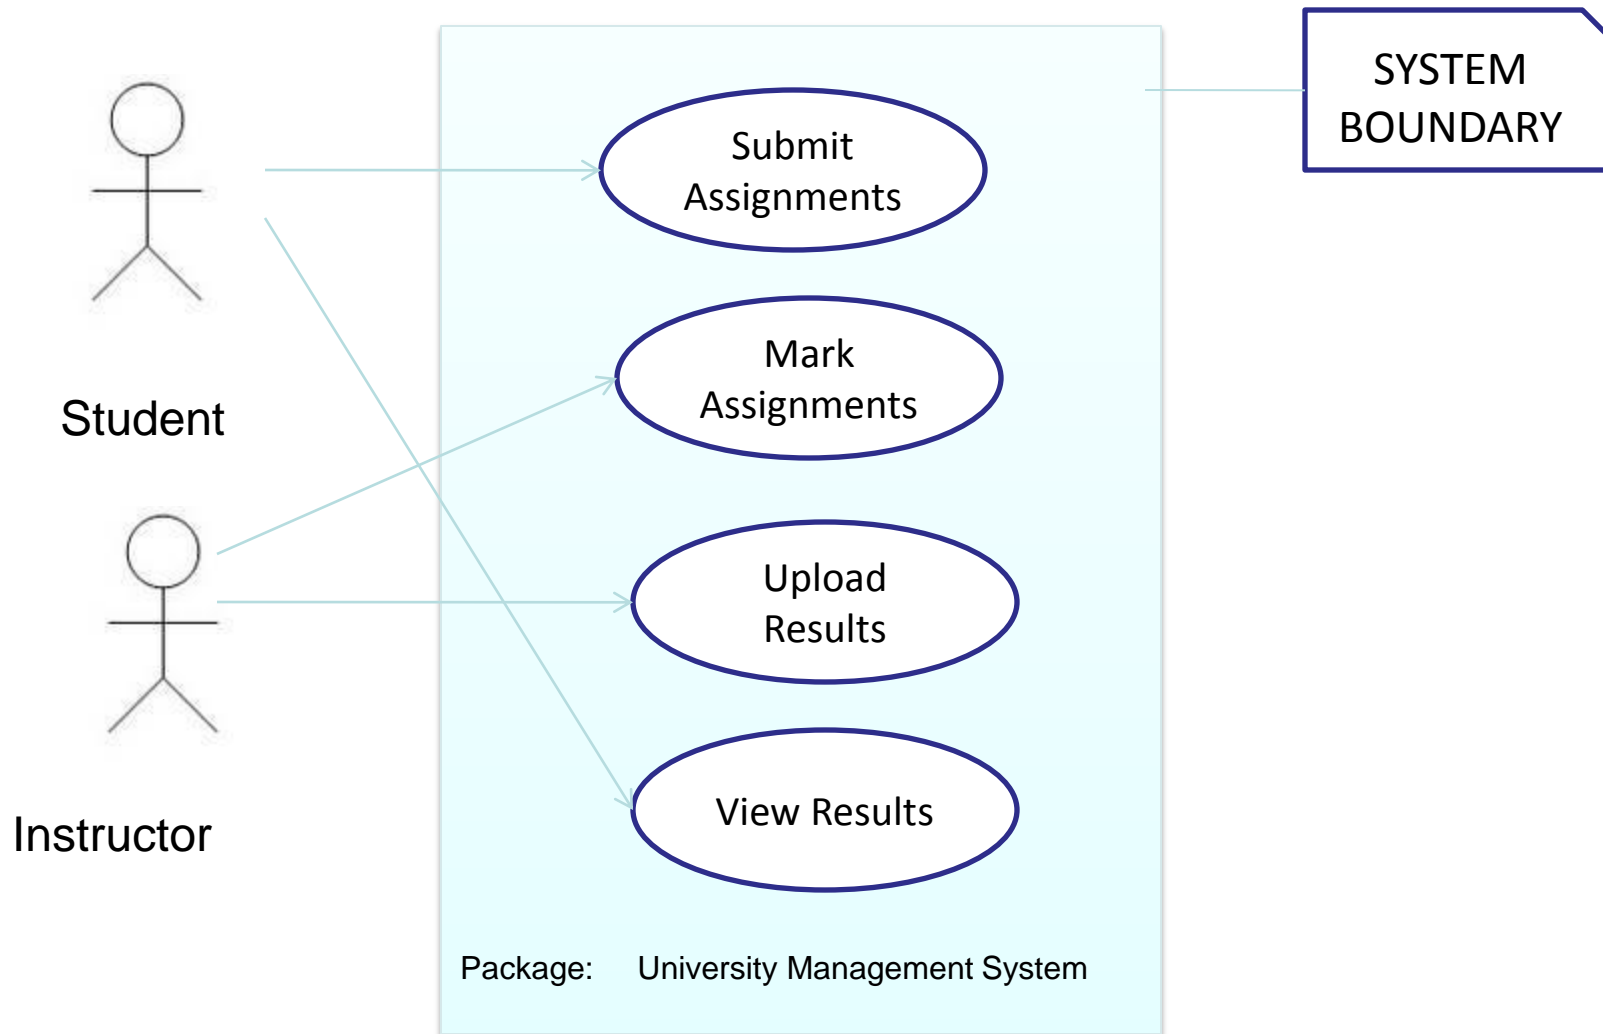 SYSTEM
BOUNDARY
Submit
Assignments
Mark
Assignments
Student
Upload
Results
View Results
Instructor
Package: University Management System